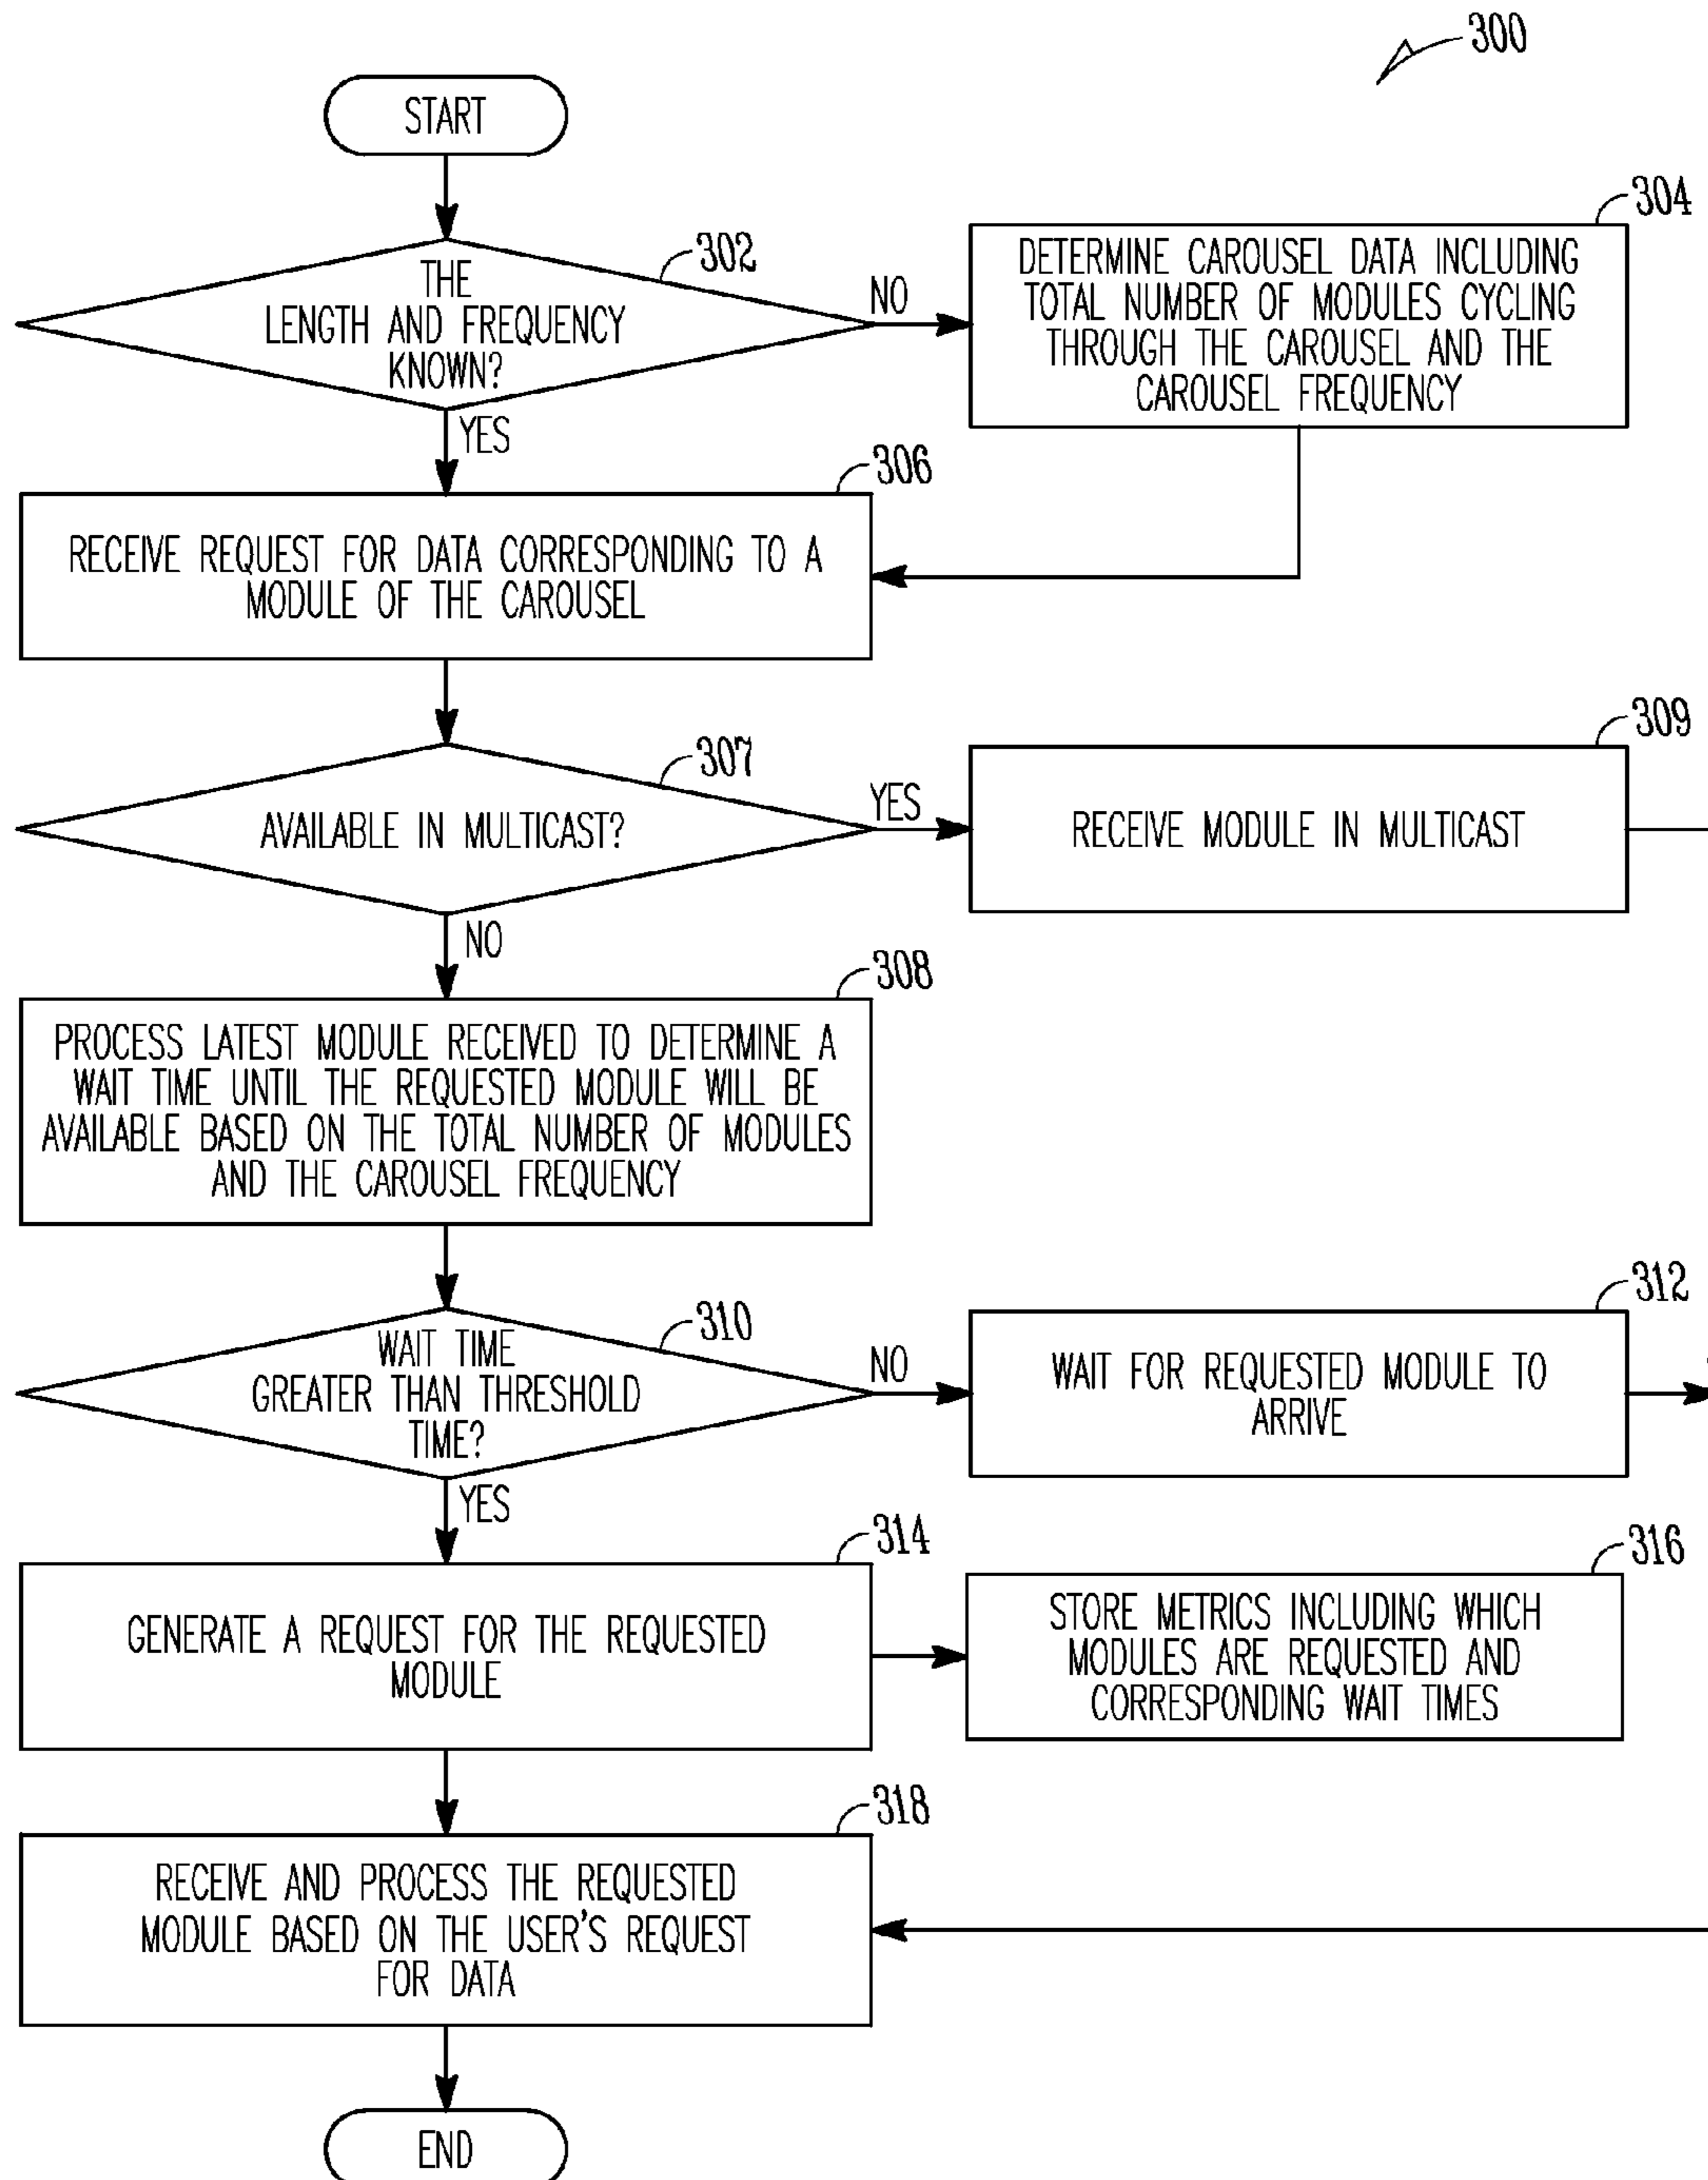 300
START
302
THE
LENGTH AND FREQUENCY
KNOWN?
NO
YES
304
DETERMINE CAROUSEL DATA INCLUDING
TOTAL NUMBER OF MODULES CYCLING
THROUGH THE CAROUSEL AND THE
CAROUSEL FREQUENCY
306
RECEIVE REQUEST FOR DATA CORRESPONDING TO A
MODULE OF THE CAROUSEL
307
AVAILABLE IN MULTICAST?
YES
NO
309
RECEIVE MODULE IN MULTICAST
308
PROCESS LATEST MODULE RECEIVED TO DETERMINE A
WAIT TIME UNTIL THE REQUESTED MODULE WILL BE
AVAILABLE BASED ON THE TOTAL NUMBER OF MODULES
AND THE CAROUSEL FREQUENCY
310
WAIT TIME
GREATER THAN THRESHOLD
TIME?
NO
YES
312
WAIT FOR REQUESTED MODULE TO
ARRIVE
314
GENERATE A REQUEST FOR THE REQUESTED
MODULE
316
STORE METRICS INCLUDING WHICH
MODULES ARE REQUESTED AND
CORRESPONDING WAIT TIMES
318
RECEIVE AND PROCESS THE REQUESTED
MODULE BASED ON THE USER'S REQUEST
FOR DATA
END